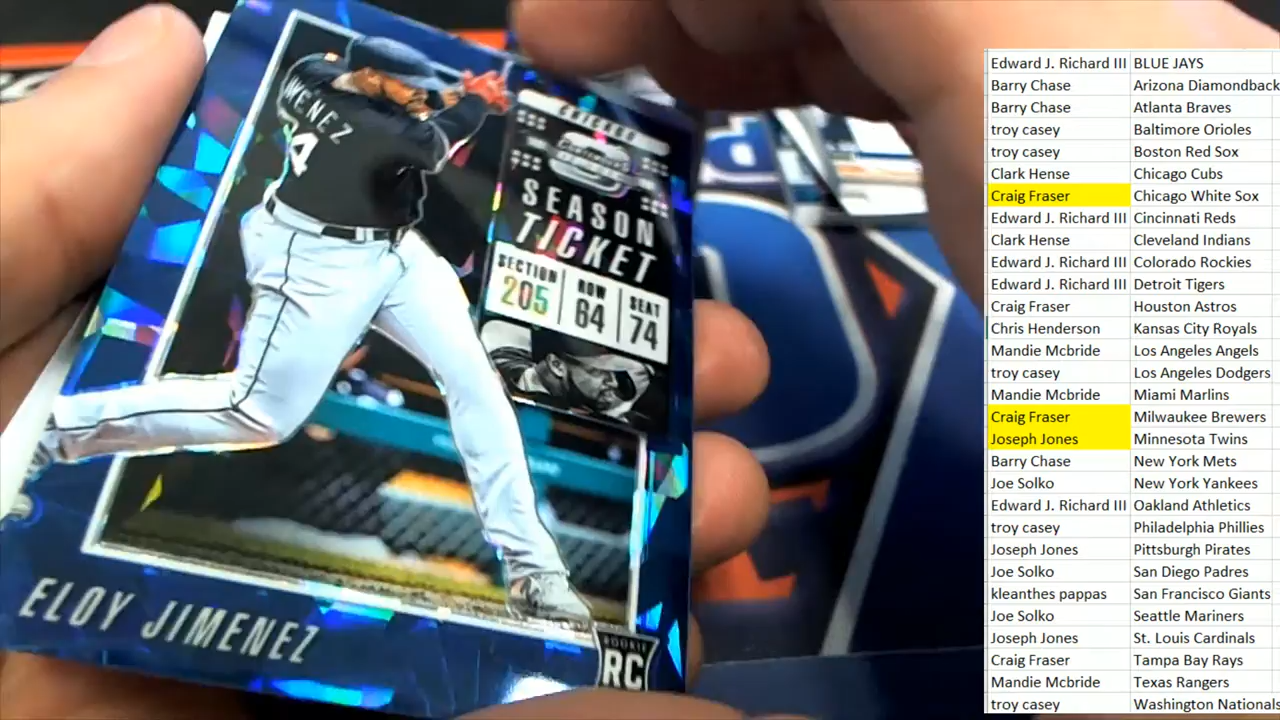 JIMENEZ
74
CHICAGO
Contenders
SEASON
TICKET
SECTION
205
ROW
64
SEAT
74
ELOY JIMENEZ
ROOKIE
RC
Edward J. Richard III BLUE JAYS
Barry Chase Arizona Diamondback
Barry Chase Atlanta Braves
troy casey Baltimore Orioles
troy casey Boston Red Sox
Clark Hense Chicago Cubs
Craig Fraser Chicago White Sox
Edward J. Richard III Cincinnati Reds
Clark Hense Cleveland Indians
Edward J. Richard III Colorado Rockies
Edward J. Richard III Detroit Tigers
Craig Fraser Houston Astros
Chris Henderson Kansas City Royals
Mandie Mcbride Los Angeles Angels
troy casey Los Angeles Dodgers
Mandie Mcbride Miami Marlins
Craig Fraser Milwaukee Brewers
Joseph Jones Minnesota Twins
Barry Chase New York Mets
Joe Solko New York Yankees
Edward J. Richard III Oakland Athletics
troy casey Philadelphia Phillies
Joseph Jones Pittsburgh Pirates
Joe Solko San Diego Padres
kleanthes pappas San Francisco Giants
Joe Solko Seattle Mariners
Joseph Jones St. Louis Cardinals
Craig Fraser Tampa Bay Rays
Mandie Mcbride Texas Rangers
troy casey Washington Nationals